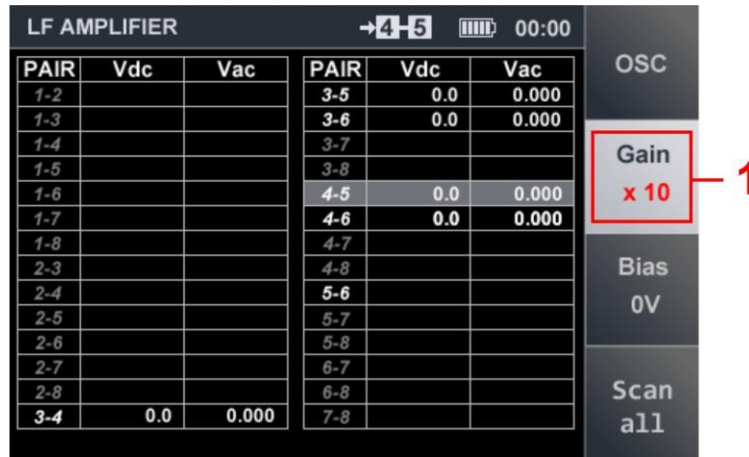 LF AMPLIFIER →4-5 00:00
PAIR Vdc Vac
1-2
1-3
1-4
1-5
1-6
1-7
1-8
2-3
2-4
2-5
2-6
2-7
2-8
3-4 0.0 0.000
PAIR Vdc Vac
3-5 0.0 0.000
3-6 0.0 0.000
3-7
3-8
4-5 0.0 0.000
4-6 0.0 0.000
4-7
4-8
5-6
5-7
5-8
6-7
6-8
7-8
OSC
Gain
x 10
1
Bias
0V
Scan
all